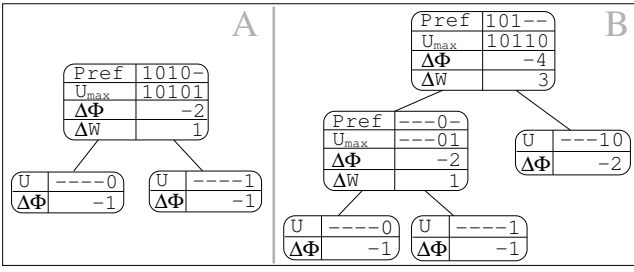 A
Pref 1010-
Umax 10101
ΔΦ -2
ΔW 1
U ----0
ΔΦ -1
U ----1
ΔΦ -1
B
Pref 101--
Umax 10110
ΔΦ -4
ΔW 3
Pref ---0-
Umax ---01
ΔΦ -2
ΔW 1
U ---10
ΔΦ -2
U ----0
ΔΦ -1
U ----1
ΔΦ -1